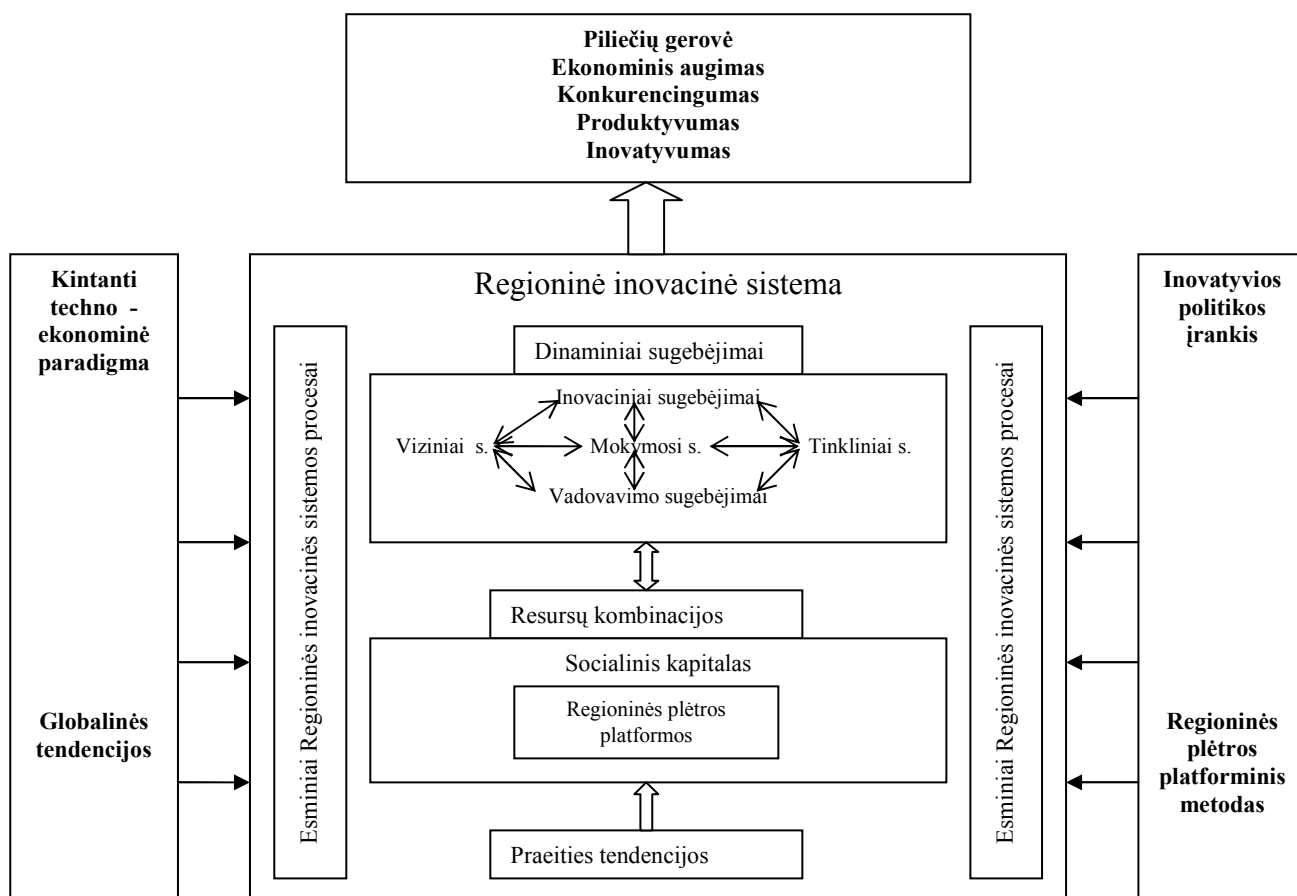 Piliečių gerovė
Ekonominis augimas
Konkurencingumas
Produktyvumas
Inovatyvumas
Kintanti
techno -
ekonominė
paradigma
Globalinės
tendencijos
Regioninė inovacinė sistema
Esminiai Regioninės inovacinės sistemos procesai
Dinaminiai sugebėjimai
Inovaciniai sugebėjimai
Viziniai s.
Mokymosi s.
Tinkliniai s.
Vadovavimo sugebėjimai
Resursų kombinacijos
Socialinis kapitalas
Regioninės plėtros
platformos
Praeities tendencijos
Esminiai Regioninės inovacinės sistemos procesai
Inovatyvios
politikos
įrankis
Regioninės
plėtros
platforminis
metodas